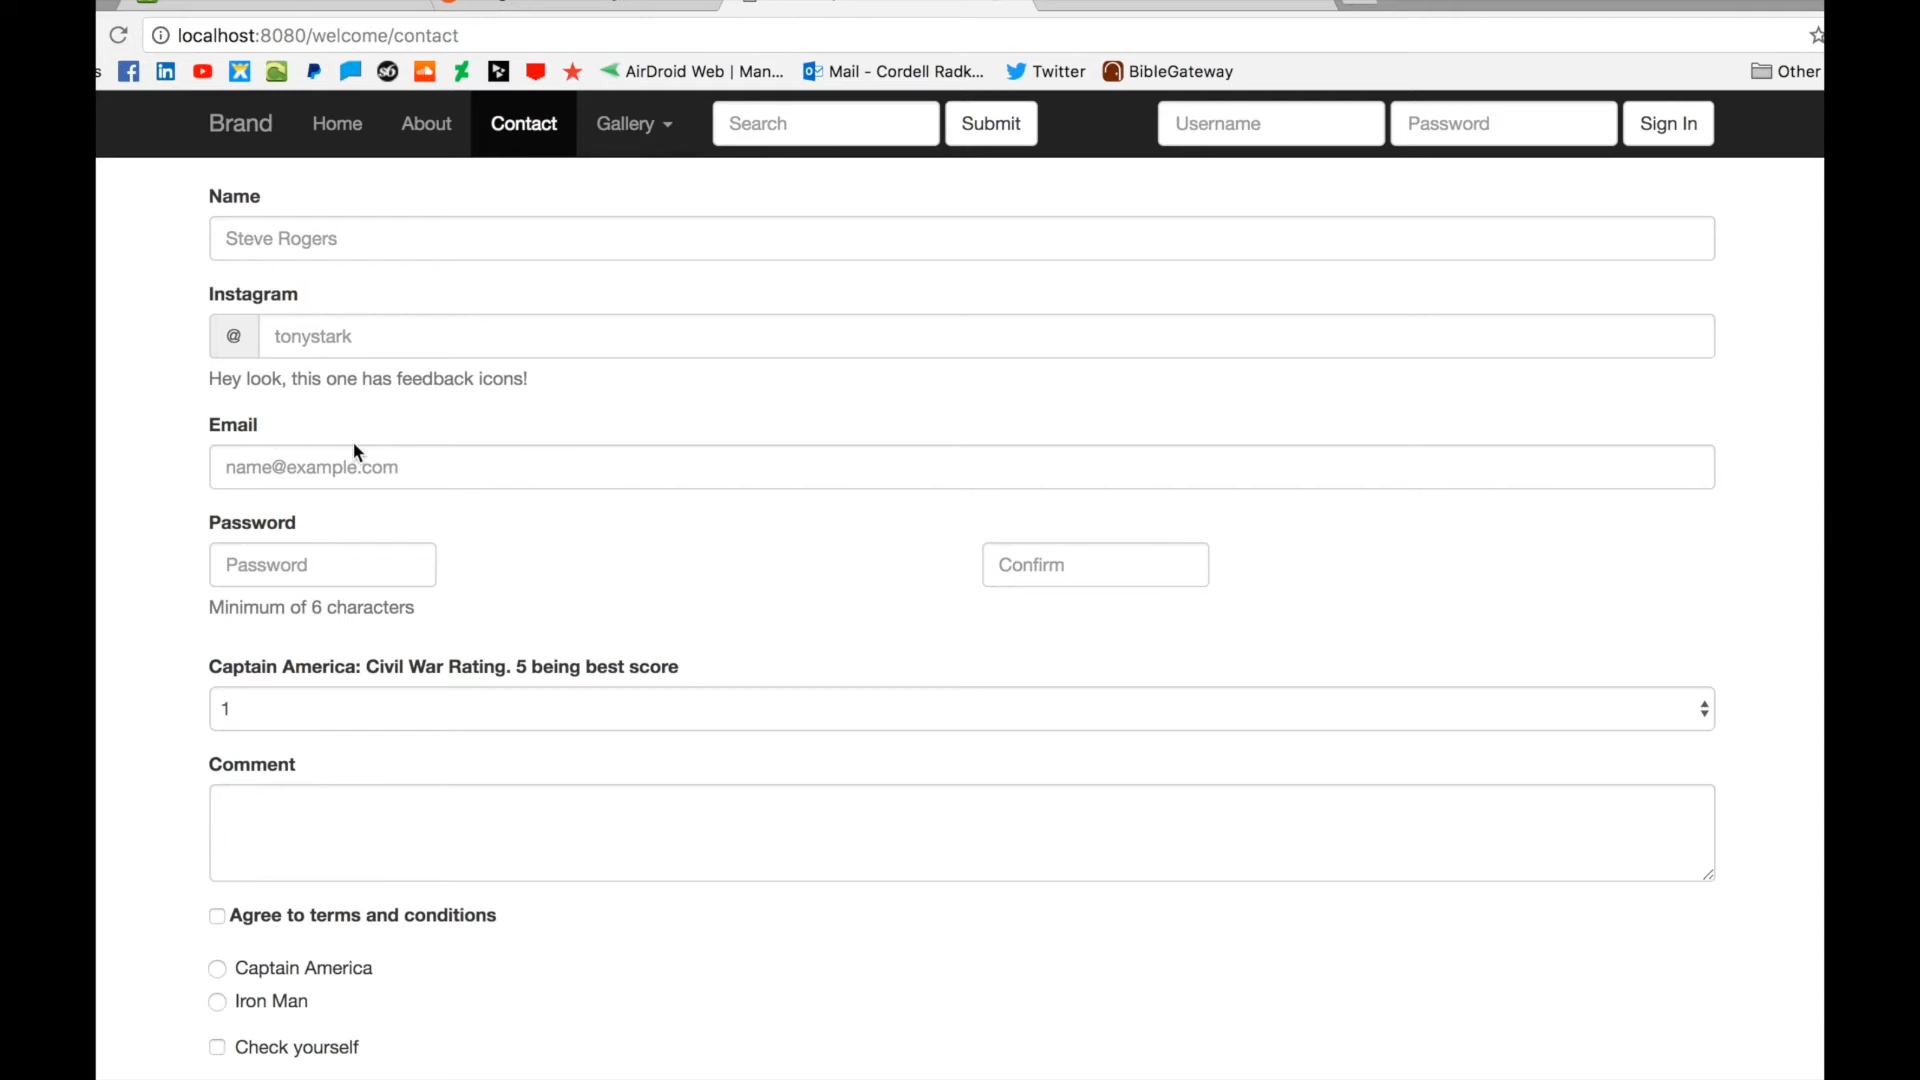 localhost:8080/welcome/contact
s AirDroid Web | Man... Mail - Cordell Radk... Twitter BibleGateway Other
Brand Home About Contact Gallery Search Submit Username Password Sign In
Name
Steve Rogers
Instagram
@ tonystark
Hey look, this one has feedback icons!
Email
name@example.com
Password
Password Confirm
Minimum of 6 characters
Captain America: Civil War Rating. 5 being best score
1
Comment
Agree to terms and conditions
Captain America
Iron Man
Check yourself